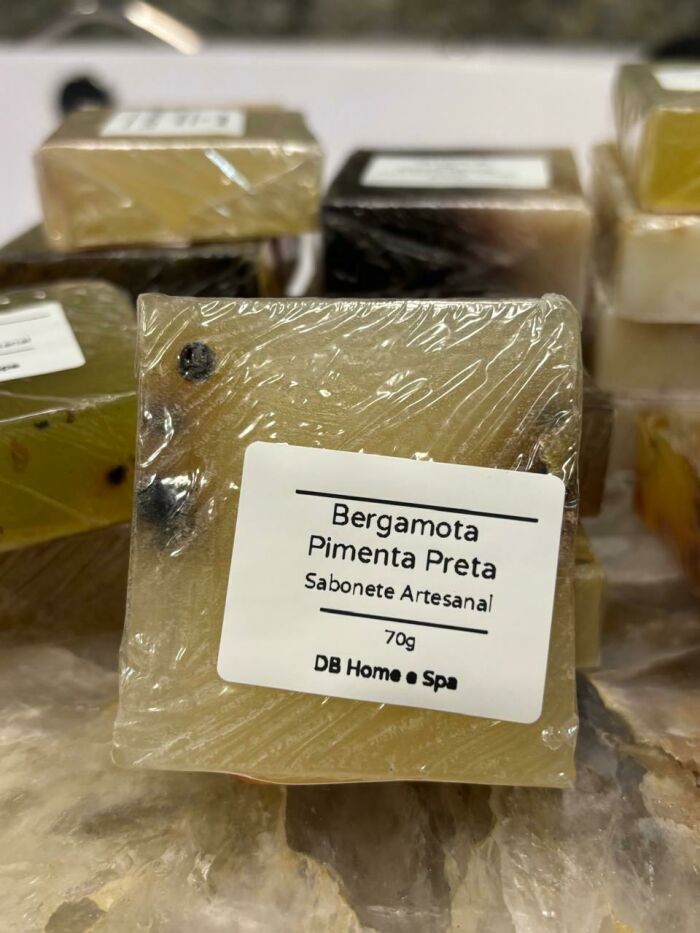 Bergamota
Pimenta Preta
Sabonete Artesanal
70g
DB Home e Spa